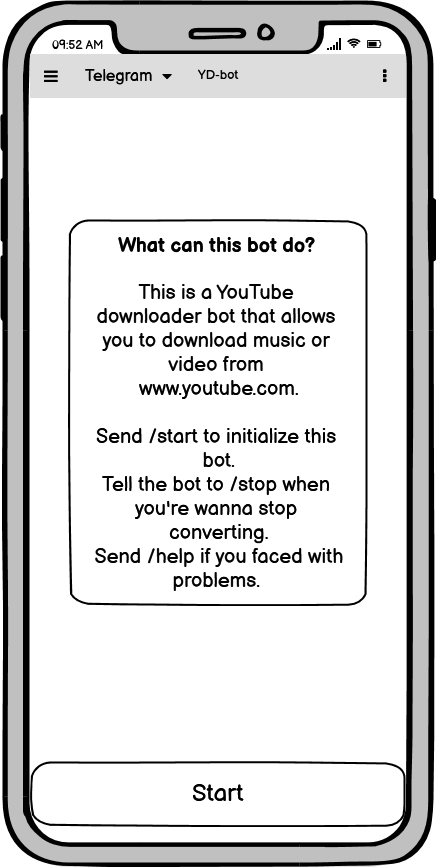 09:52 AM
Telegram YD-bot
What can this bot do?
This is a YouTube
downloader bot that allows
you to download music or
video from
www.youtube.com.
Send /start to initialize this
bot.
Tell the bot to /stop when
you're wanna stop
converting.
Send /help if you faced with
problems.
Start